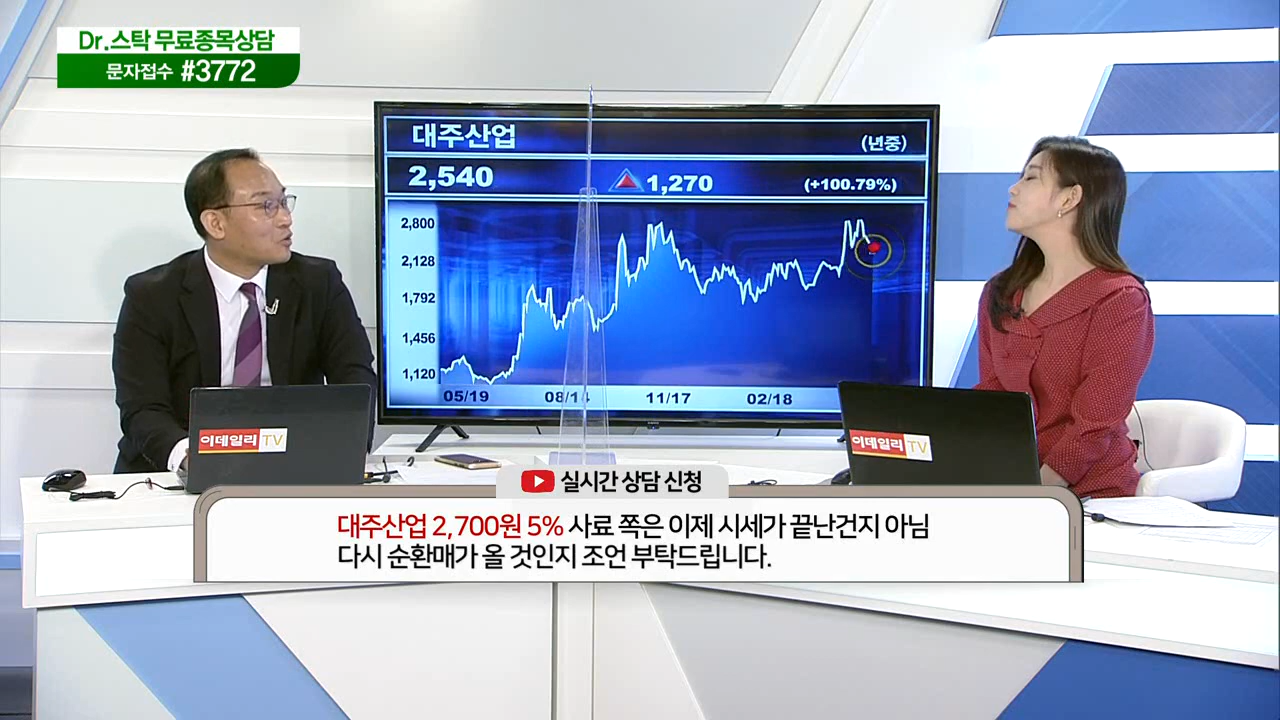 Dr.스탁 무료종목상담
문자접수 #3772
대주산업 (년중)
2,540 ▲1,270 (+100.79%)
2,800
2,128
1,792
1,456
1,120
05/19 08/14 11/17 02/18
이데일리 TV
이데일리 TV
실시간 상담 신청
대주산업 2,700원 5% 사료 쪽은 이제 시세가 끝난건지 아님
다시 순환매가 올 것인지 조언 부탁드립니다.